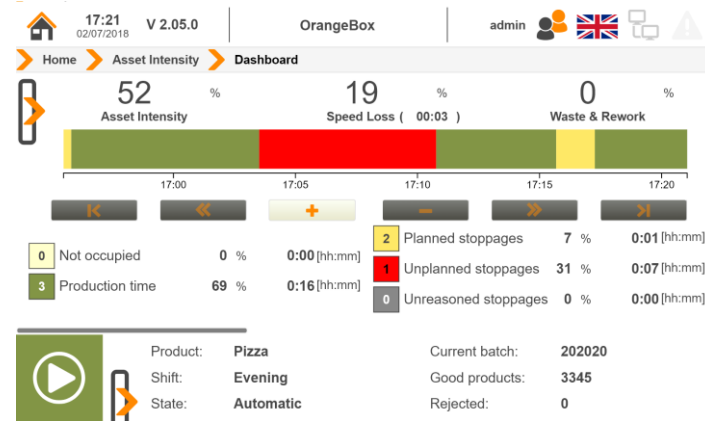 17:21 V 2.05.0 OrangeBox admin
02/07/2018
Home Asset Intensity Dashboard
52 % 19 % 0 %
Asset Intensity Speed Loss ( 00:03 ) Waste & Rework
17:00 17:05 17:10 17:15 17:20
0 Not occupied 0 % 0:00 [hh:mm]
3 Production time 69 % 0:16 [hh:mm]
2 Planned stoppages 7 % 0:01 [hh:mm]
1 Unplanned stoppages 31 % 0:07 [hh:mm]
0 Unreasoned stoppages 0 % 0:00 [hh:mm]
Product: Pizza Current batch: 202020
Shift: Evening Good products: 3345
State: Automatic Rejected: 0